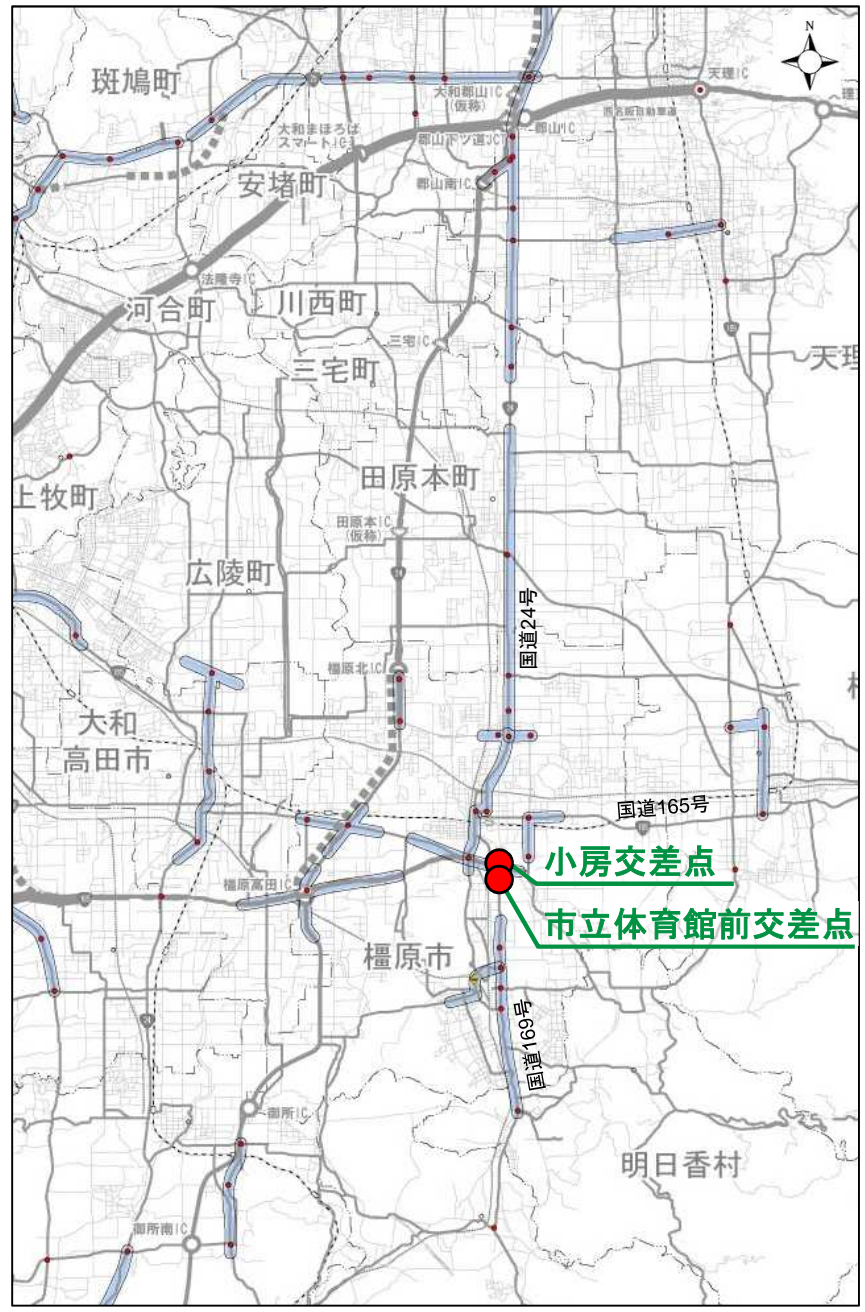 N
斑鳩町
天理IC
大和郡山IC
(仮称)
西名阪自動車道
大和まほろば
スマートIC
郡山下ツ道JCT
郡山IC
安堵町
郡山南IC
法隆寺IC
河合町
川西町
三宅IC
三宅町
天理
田原本町
上牧町
田原本IC
(仮称)
広陵町
国道24号
橿原北IC
大和
高田市
国道165号
小房交差点
橿原高田IC
市立体育館前交差点
橿原市
国道169号
御所IC
明日香村
御所南IC